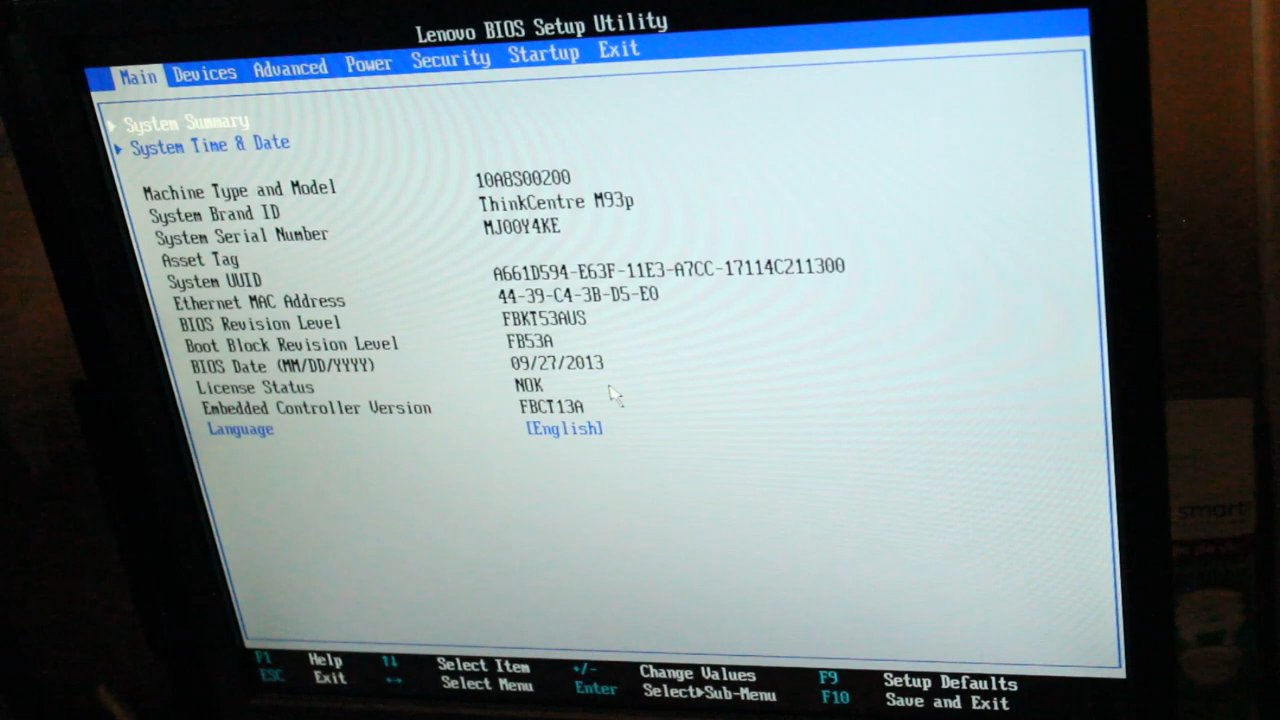 Lenovo BIOS Setup Utility
Main Devices Advanced Power Security Startup Exit
System Summary
System Time & Date
Machine Type and Model 10A8S00200
System Brand ID ThinkCentre M93p
System Serial Number MJ00Y4KE
Asset Tag
System UUID A661D594-E63F-11E3-A7CC-17114C211300
Ethernet MAC Address 44-39-C4-3B-D5-E0
BIOS Revision Level FBKT53AUS
Boot Block Revision Level FB53A
BIOS Date (MM/DD/YYYY) 09/27/2013
License Status NOK
Embedded Controller Version FBCT13A
Language [English]
F1 Help ↑↓ Select Item +/- Change Values F9 Setup Defaults
ESC Exit ←→ Select Menu Enter Select▶Sub-Menu F10 Save and Exit
smart